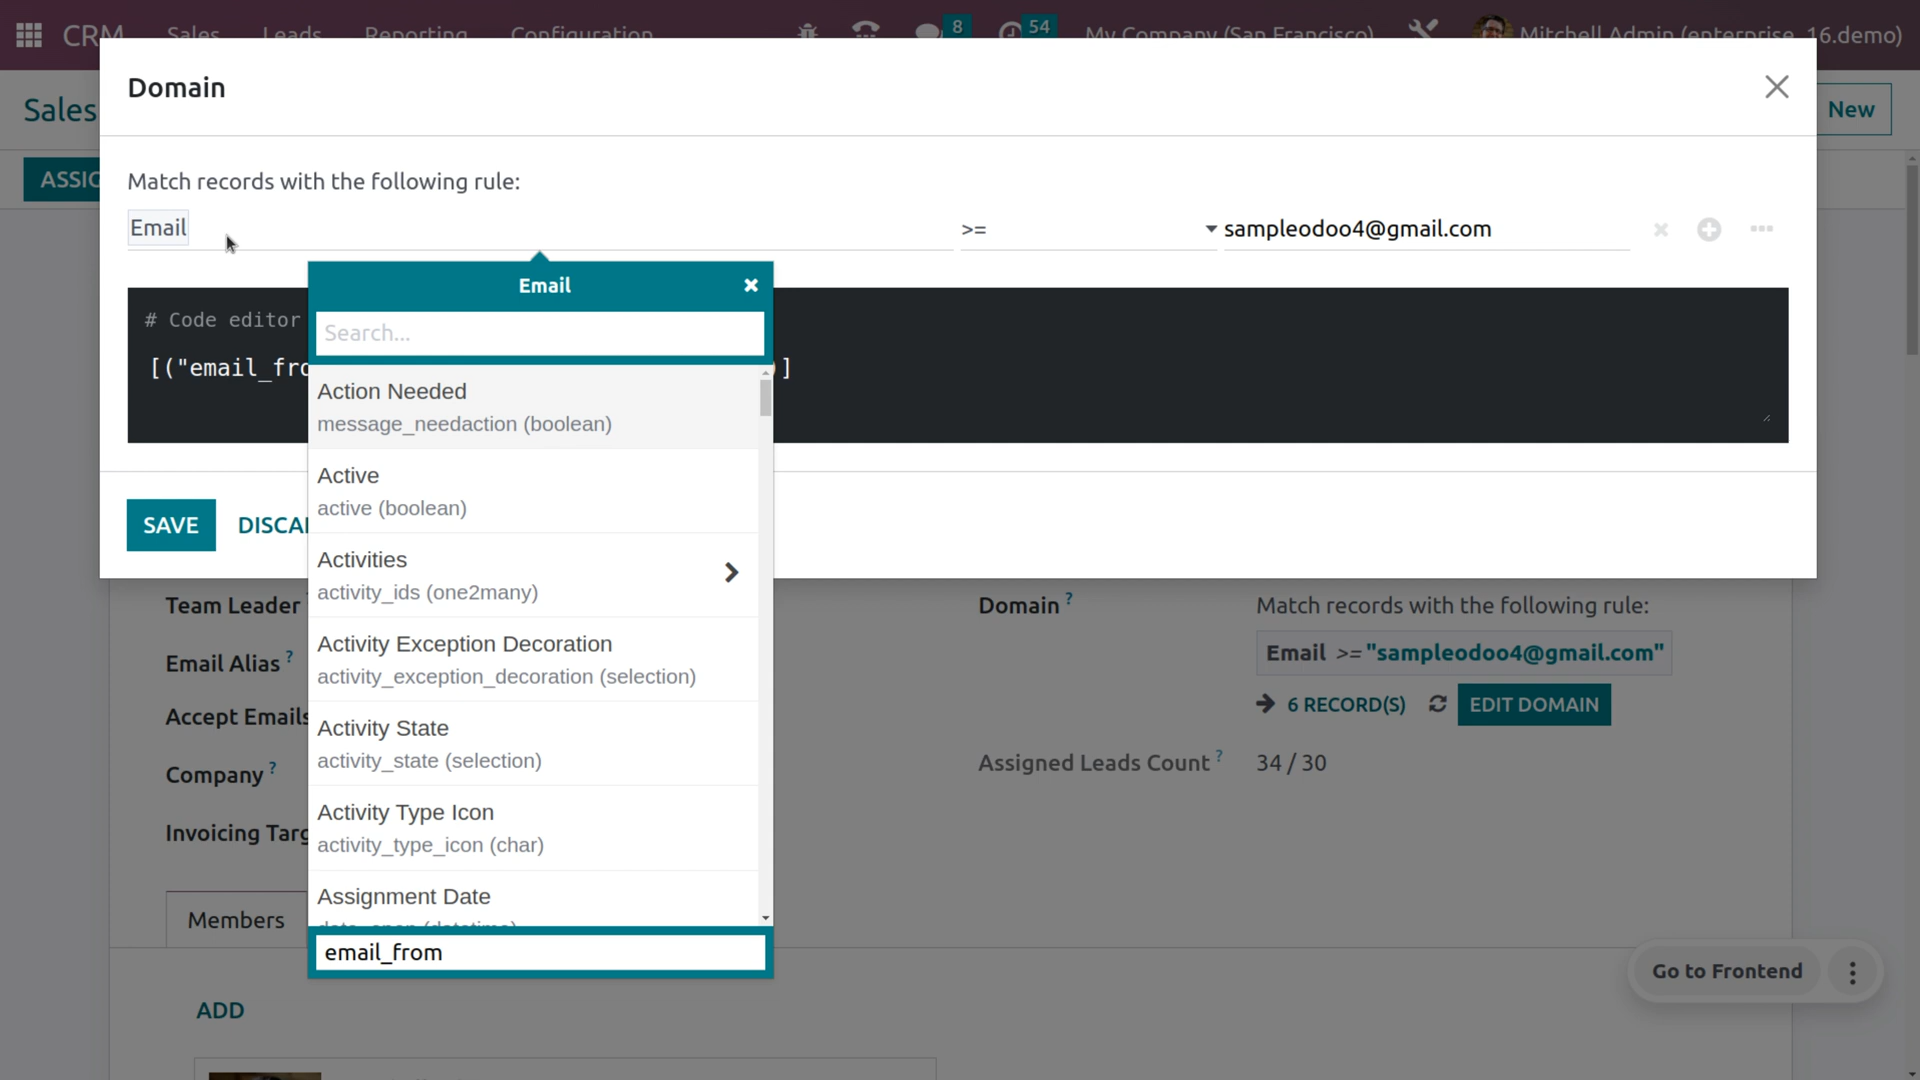 CRM Sales Leads Reporting Configuration 8 54 My Company (San Francisco) Mitchell Admin (enterprise_16.demo)
Sales
New
Domain
ASSIG
Match records with the following rule:
Email >= sampleodoo4@gmail.com
Email
Search...
# Code editor
[("email_fro )]
Action Needed
message_needaction (boolean)
Active
active (boolean)
SAVE DISCA
Activities
activity_ids (one2many)
Team Leader
Domain ? Match records with the following rule:
Activity Exception Decoration
activity_exception_decoration (selection)
Email Alias ?
Email >= "sampleodoo4@gmail.com"
6 RECORD(S) EDIT DOMAIN
Accept Emails
Activity State
activity_state (selection)
Company ?
Assigned Leads Count ? 34 / 30
Activity Type Icon
activity_type_icon (char)
Invoicing Targ
Assignment Date
date_open (datetime)
Members
email_from
Go to Frontend
ADD